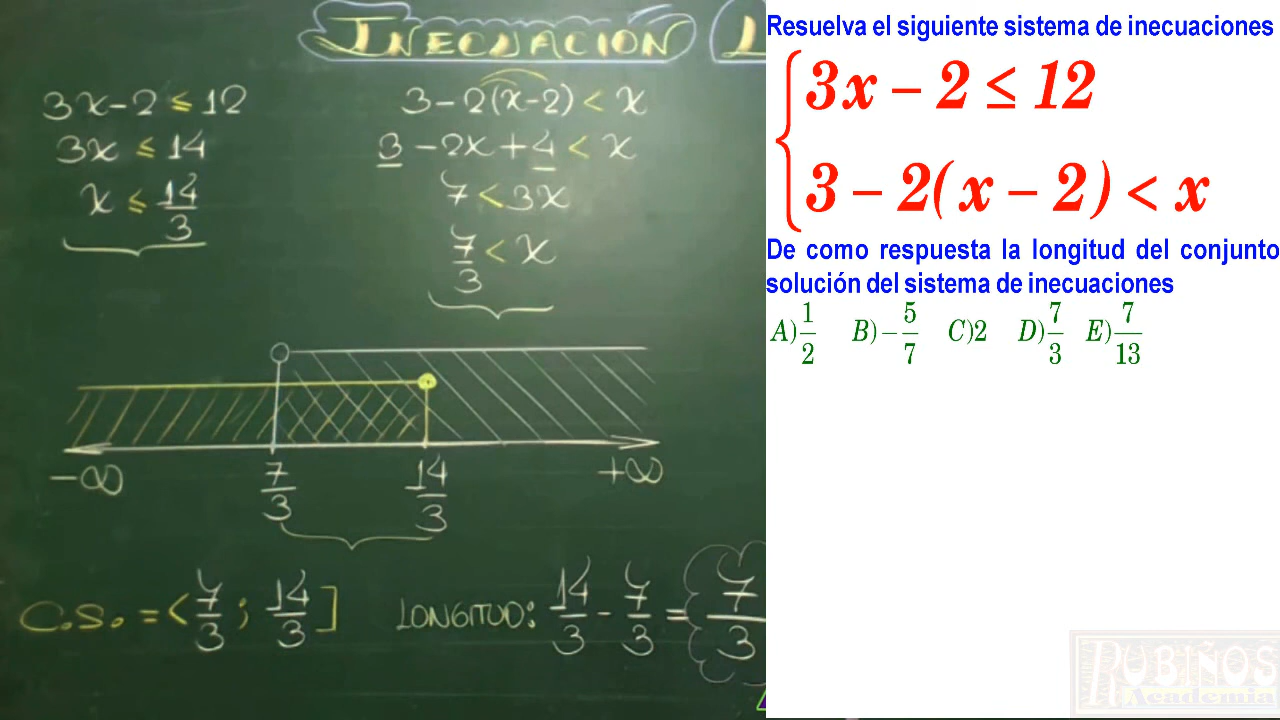 INECUACIÓN
3x-2 ≤ 12
3x ≤ 14
x ≤ 14/3
3-2(x-2) < x
3-2x+4 < x
7 < 3x
7/3 < x
-∞ 7/3 14/3 +∞
C.S. = < 7/3 ; 14/3 ]
LONGITUD: 14/3 - 7/3 = 7/3
Resuelva el siguiente sistema de inecuaciones
3x – 2 ≤ 12
3 – 2( x – 2 ) < x
De como respuesta la longitud del conjunto
solución del sistema de inecuaciones
A) 1/2 B) – 5/7 C)2 D) 7/3 E) 7/13
RUBIÑOS
Academia